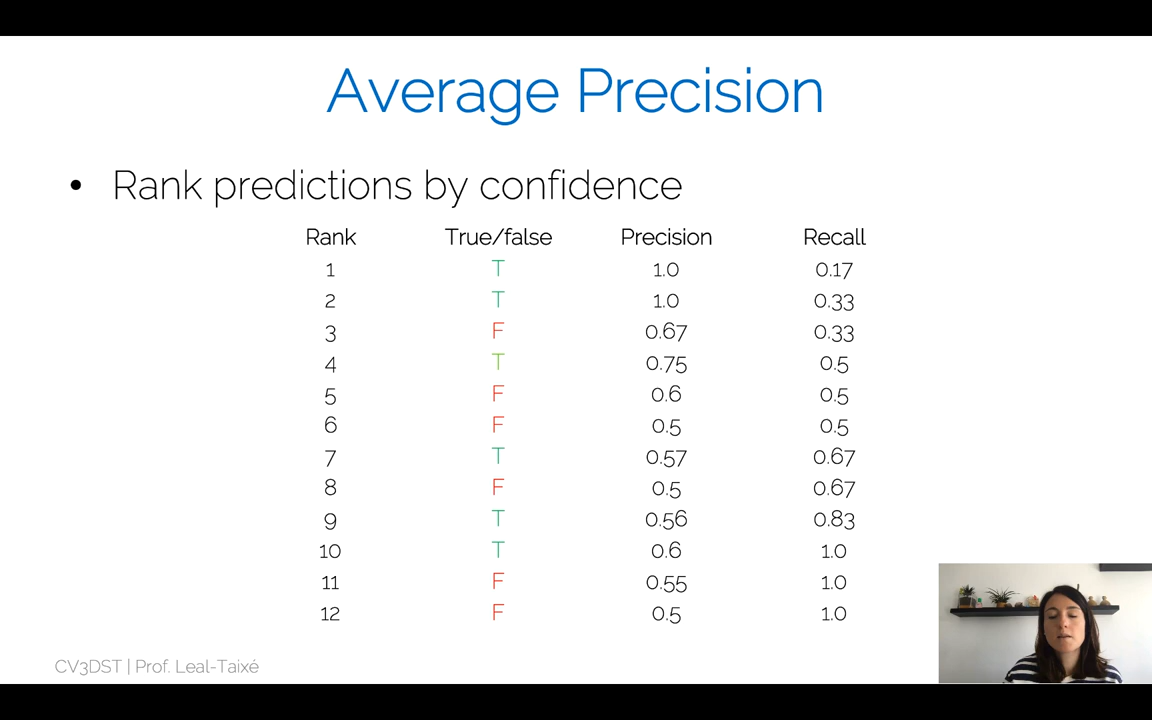 Average Precision
• Rank predictions by confidence
Rank True/false Precision Recall
1 T 1.0 0.17
2 T 1.0 0.33
3 F 0.67 0.33
4 T 0.75 0.5
5 F 0.6 0.5
6 F 0.5 0.5
7 T 0.57 0.67
8 F 0.5 0.67
9 T 0.56 0.83
10 T 0.6 1.0
11 F 0.55 1.0
12 F 0.5 1.0
CV3DST | Prof. Leal-Taixé